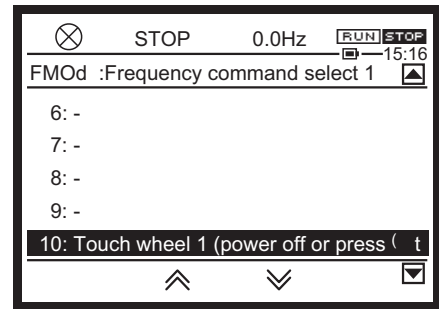 STOP 0.0Hz RUN STOP
15:16
FMOd :Frequency command select 1
6: -
7: -
8: -
9: -
10: Touch wheel 1 (power off or press ( t